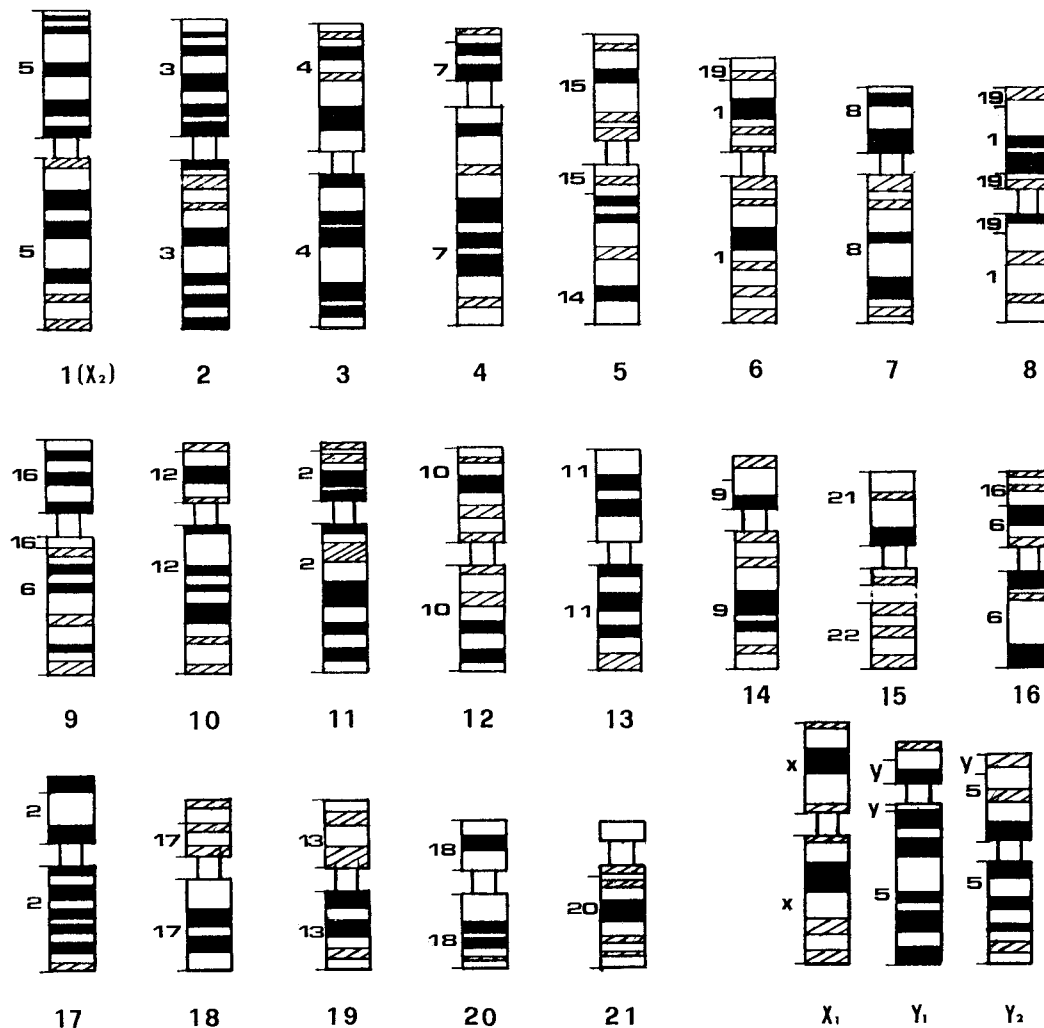 5 3 4 7 15 19 1 8 19 1 19
5 3 4 7 15 14 1 8 19 1
1(X₂) 2 3 4 5 6 7 8
16 12 2 10 11 9 21 16 6
16 6 12 2 10 11 9 22 6
9 10 11 12 13 14 15 16
2 17 13 18 20 x y y 5
2 17 13 18 x y 5 5
17 18 19 20 21 X₁ Y₁ Y₂